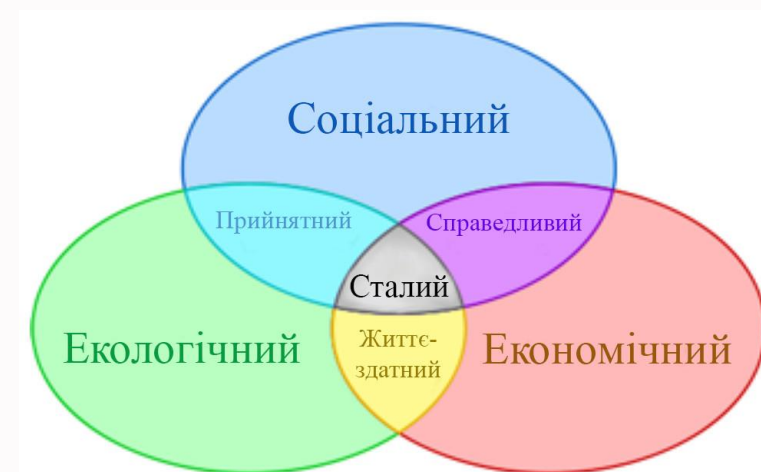 Соціальний
Прийнятний
Справедливий
Сталий
Екологічний
Життє-
здатний
Економічний